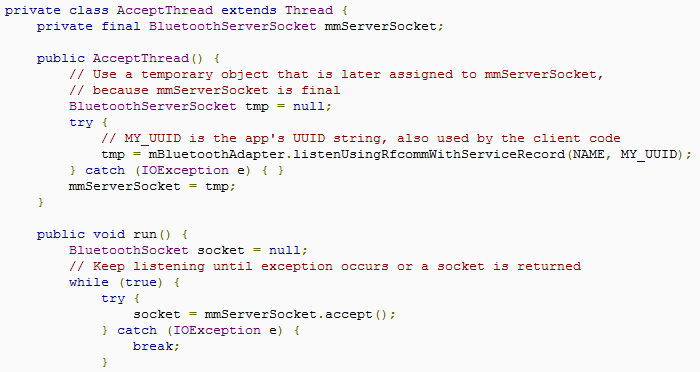 private class AcceptThread extends Thread {
    private final BluetoothServerSocket mmServerSocket;

    public AcceptThread() {
        // Use a temporary object that is later assigned to mmServerSocket,
        // because mmServerSocket is final
        BluetoothServerSocket tmp = null;
        try {
            // MY_UUID is the app's UUID string, also used by the client code
            tmp = mBluetoothAdapter.listenUsingRfcommWithServiceRecord(NAME, MY_UUID);
        } catch (IOException e) { }
        mmServerSocket = tmp;
    }

    public void run() {
        BluetoothSocket socket = null;
        // Keep listening until exception occurs or a socket is returned
        while (true) {
            try {
                socket = mmServerSocket.accept();
            } catch (IOException e) {
                break;
            }